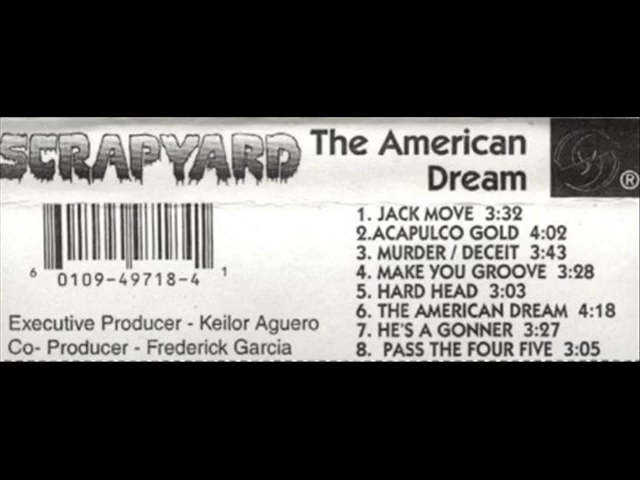 SCRAPYARD
The American
Dream
®
6 0109-49718-4 1
Executive Producer - Keilor Aguero
Co- Producer - Frederick Garcia
1. JACK MOVE 3:32
2.ACAPULCO GOLD 4:02
3. MURDER / DECEIT 3:43
4. MAKE YOU GROOVE 3:28
5. HARD HEAD 3:03
6. THE AMERICAN DREAM 4:18
7. HE'S A GONNER 3:27
8. PASS THE FOUR FIVE 3:05